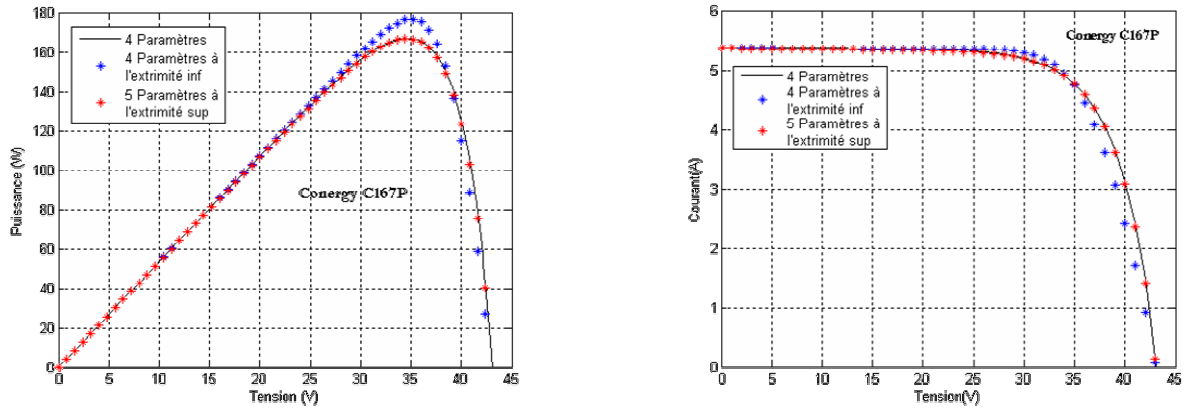 180
160
140
120
100
80
60
40
20
0
Puissance (W)
4 Paramètres
4 Paramètres à
l'extrimité inf
5 Paramètres à
l'extrimité sup
Conergy C167P
0 5 10 15 20 25 30 35 40 45
Tension (V)
6
5
4
3
2
1
0
Courant(A)
Conergy C167P
4 Paramètres
4 Paramètres à
l'extrimité inf
5 Paramètres à
l'extrimité sup
0 5 10 15 20 25 30 35 40 45
Tension(V)